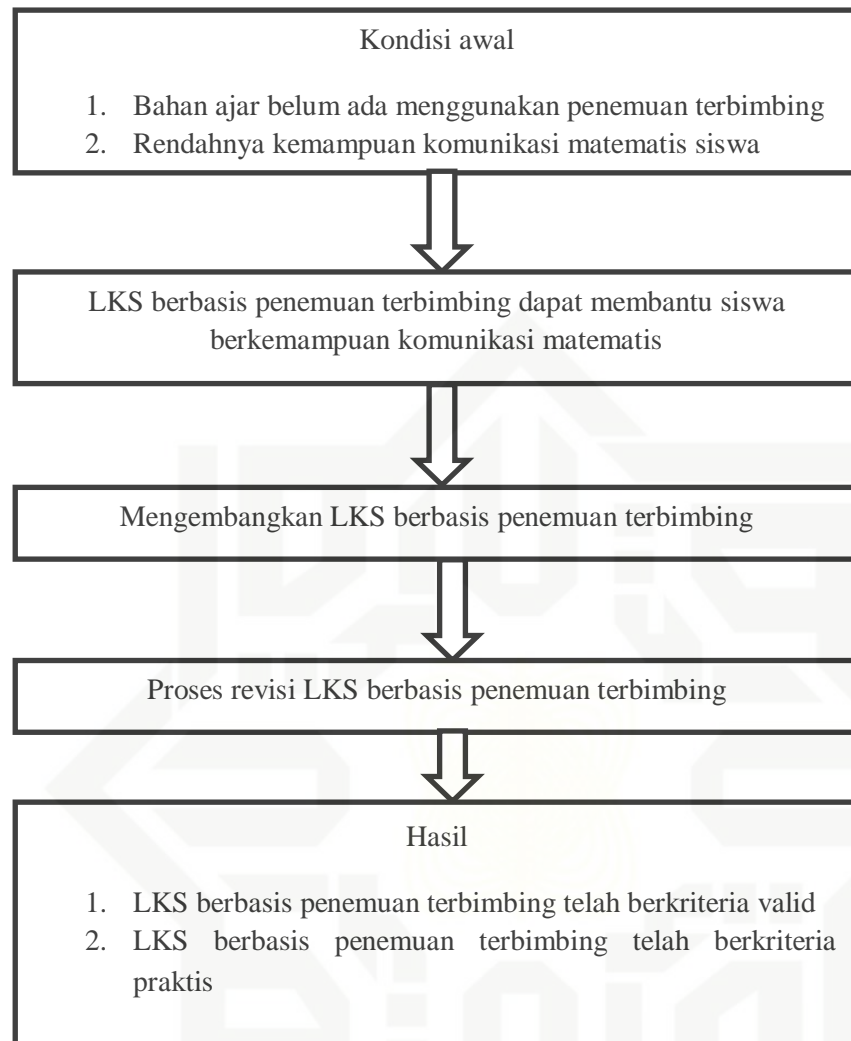 Kondisi awal
1. Bahan ajar belum ada menggunakan penemuan terbimbing
2. Rendahnya kemampuan komunikasi matematis siswa
LKS berbasis penemuan terbimbing dapat membantu siswa
berkemampuan komunikasi matematis
Mengembangkan LKS berbasis penemuan terbimbing
Proses revisi LKS berbasis penemuan terbimbing
Hasil
1. LKS berbasis penemuan terbimbing telah berkriteria valid
2. LKS berbasis penemuan terbimbing telah berkriteria
praktis